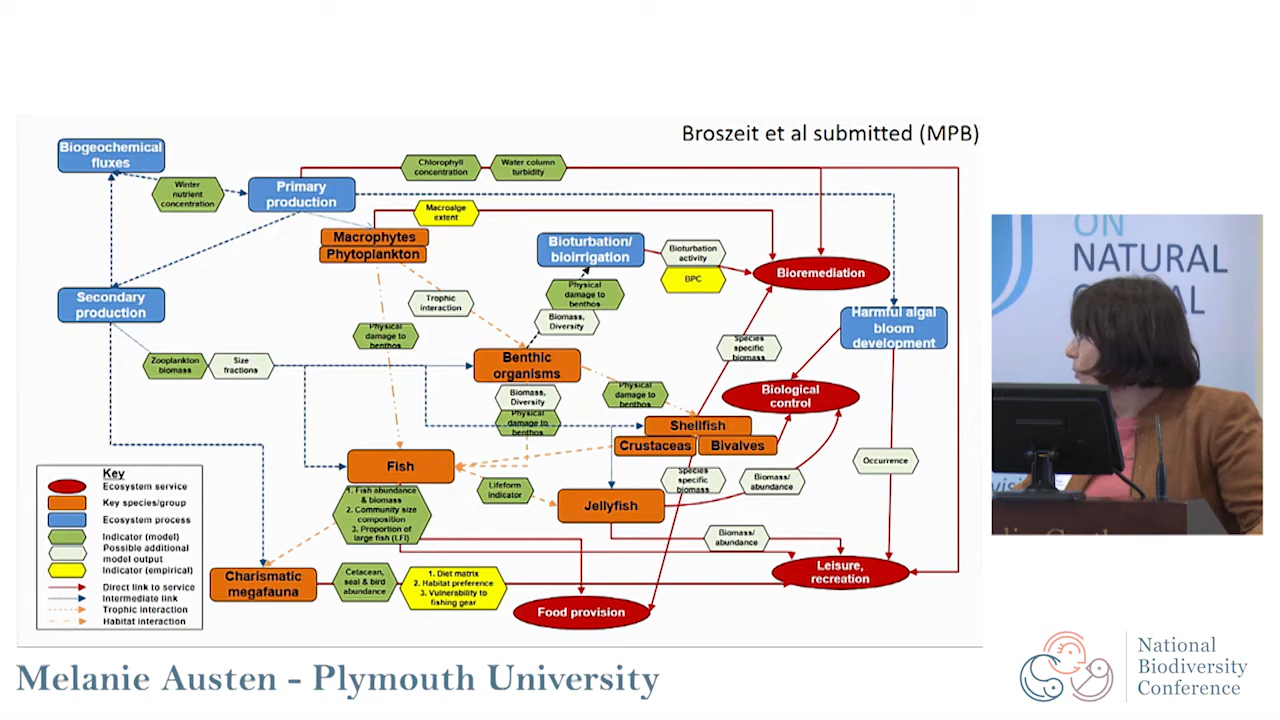 Broszeit et al submitted (MPB)
Biogeochemical
fluxes
Winter
nutrient
concentration
Primary
production
Chlorophyll
concentration
Water column
turbidity
Macroalge
extent
Macrophytes
Phytoplankton
Bioturbation/
bioirrigation
Bioturbation
activity
BPC
Bioremediation
Secondary
production
Trophic
interaction
Physical
damage to
benthos
Biomass,
Diversity
Harmful algal
bloom
development
Physical
damage to
benthos
Species
specific
biomass
Zooplankton
biomass
Size
fractions
Benthic
organisms
Biomass,
Diversity
Physical
damage to
benthos
Physical
damage to
benthos
Biological
control
Shellfish
Crustaceas
Bivalves
Fish
Species
specific
biomass
Biomass/
abundance
Occurrence
Lifeform
indicator
Jellyfish
1. Fish abundance
& biomass
2. Community size
composition
3. Proportion of
large fish (LFI)
Biomass/
abundance
Charismatic
megafauna
Cetacean,
seal & bird
abundance
1. Diet matrix
2. Habitat preference
3. Vulnerability to
fishing gear
Leisure,
recreation
Food provision
Key
Ecosystem service
Key species/group
Ecosystem process
Indicator (model)
Possible additional
model output
Indicator (empirical)
Direct link to service
Intermediate link
Trophic interaction
Habitat interaction
ON
NATURAL
Melanie Austen - Plymouth University
National
Biodiversity
Conference